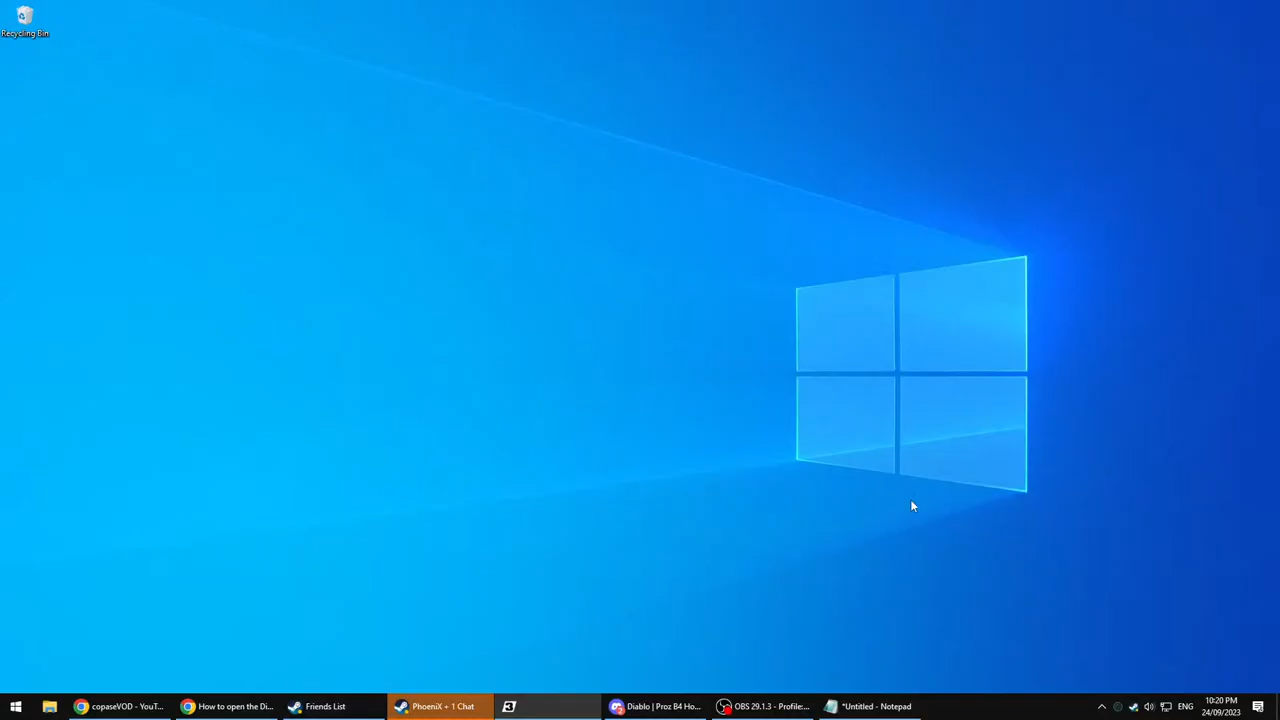 Recycling Bin
copaseVOD - YouT...
How to open the Di...
Friends List
PhoeniX + 1 Chat
Diablo | Proz B4 Ho...
OBS 29.1.3 - Profile:...
*Untitled - Notepad
ENG
10:20 PM
24/09/2023